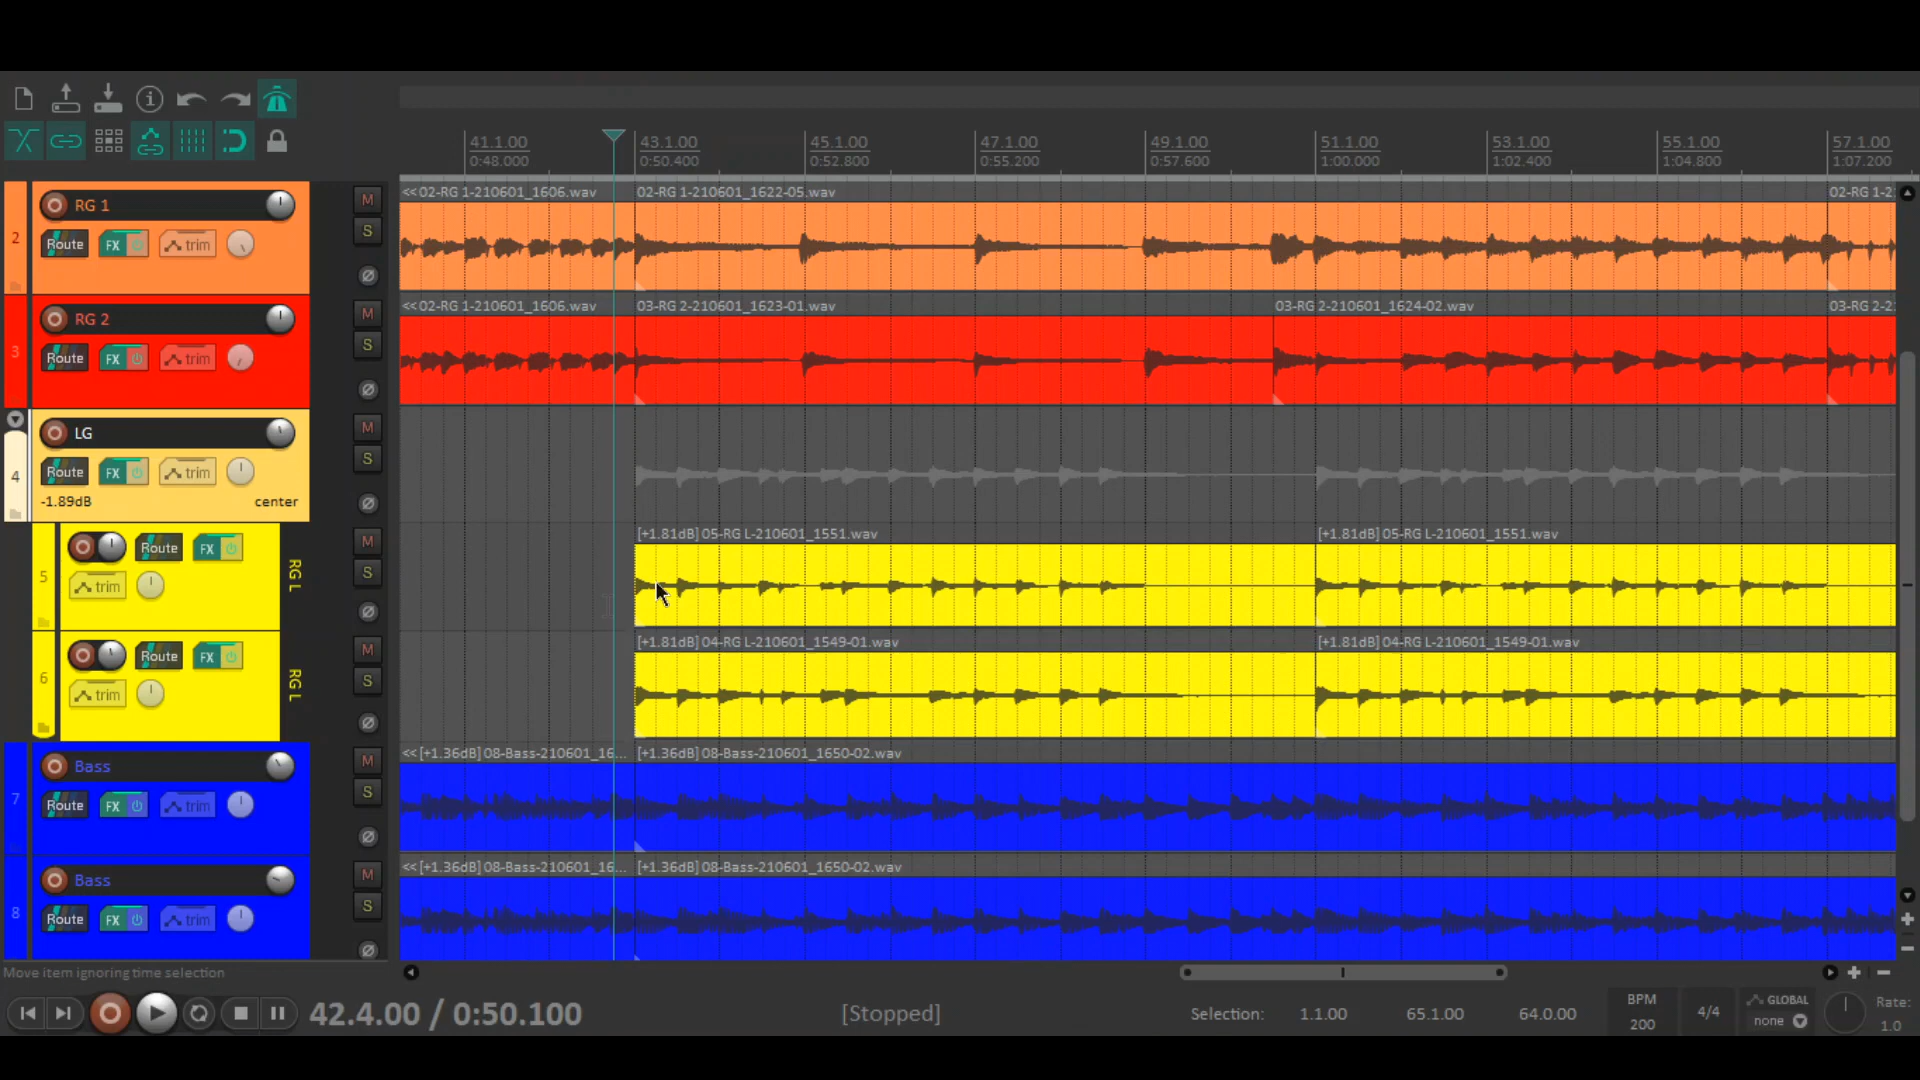 41.1.00 43.1.00 45.1.00 47.1.00 49.1.00 51.1.00 53.1.00 55.1.00 57.1.00
0:48.000 0:50.400 0:52.800 0:55.200 0:57.600 1:00.000 1:02.400 1:04.800 1:07.200
<< 02-RG 1-210601_1606.wav 02-RG 1-210601_1622-05.wav 02-RG 1-2
2 RG 1 M
S
Route FX trim
<< 02-RG 1-210601_1606.wav 03-RG 2-210601_1623-01.wav 03-RG 2-210601_1624-02.wav 03-RG 2-2
3 RG 2 M
S
Route FX trim
LG M
S
4 Route FX trim
-1.89dB center
[+1.81dB] 05-RG L-210601_1551.wav [+1.81dB] 05-RG L-210601_1551.wav
5 Route FX RG L M
trim S
[+1.81dB] 04-RG L-210601_1549-01.wav [+1.81dB] 04-RG L-210601_1549-01.wav
6 Route FX RG L M
trim S
<< [+1.36dB] 08-Bass-210601_16... [+1.36dB] 08-Bass-210601_1650-02.wav
7 Bass M
S
Route FX trim
<< [+1.36dB] 08-Bass-210601_16... [+1.36dB] 08-Bass-210601_1650-02.wav
8 Bass M
S
Route FX trim
Move item ignoring time selection
42.4.00 / 0:50.100 [Stopped] Selection: 1.1.00 65.1.00 64.0.00
BPM
200
4/4
GLOBAL
none
Rate:
1.0